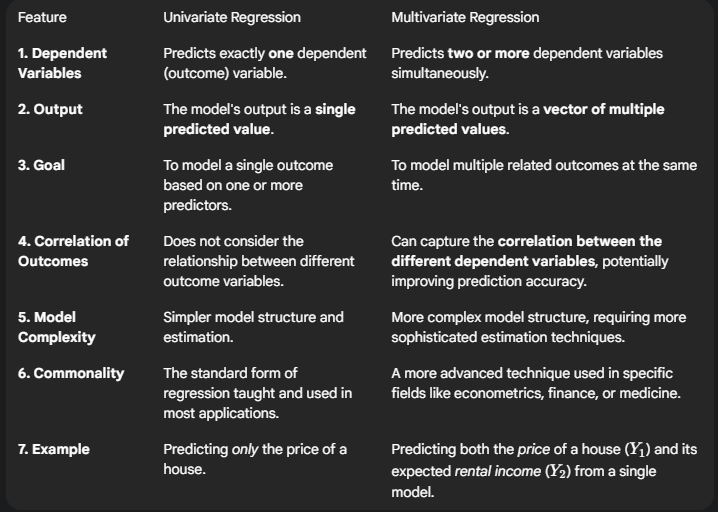 Feature Univariate Regression Multivariate Regression
1. Dependent Predicts exactly one dependent Predicts two or more dependent variables
Variables (outcome) variable. simultaneously.
2. Output The model's output is a single The model's output is a vector of multiple
predicted value. predicted values.
3. Goal To model a single outcome To model multiple related outcomes at the same
based on one or more time.
predictors.
4. Correlation of Does not consider the Can capture the correlation between the
Outcomes relationship between different different dependent variables, potentially
outcome variables. improving prediction accuracy.
5. Model Simpler model structure and More complex model structure, requiring more
Complexity estimation. sophisticated estimation techniques.
6. Commonality The standard form of A more advanced technique used in specific
regression taught and used in fields like econometrics, finance, or medicine.
most applications.
7. Example Predicting only the price of a Predicting both the price of a house (Y₁) and its
house. expected rental income (Y₂) from a single
model.